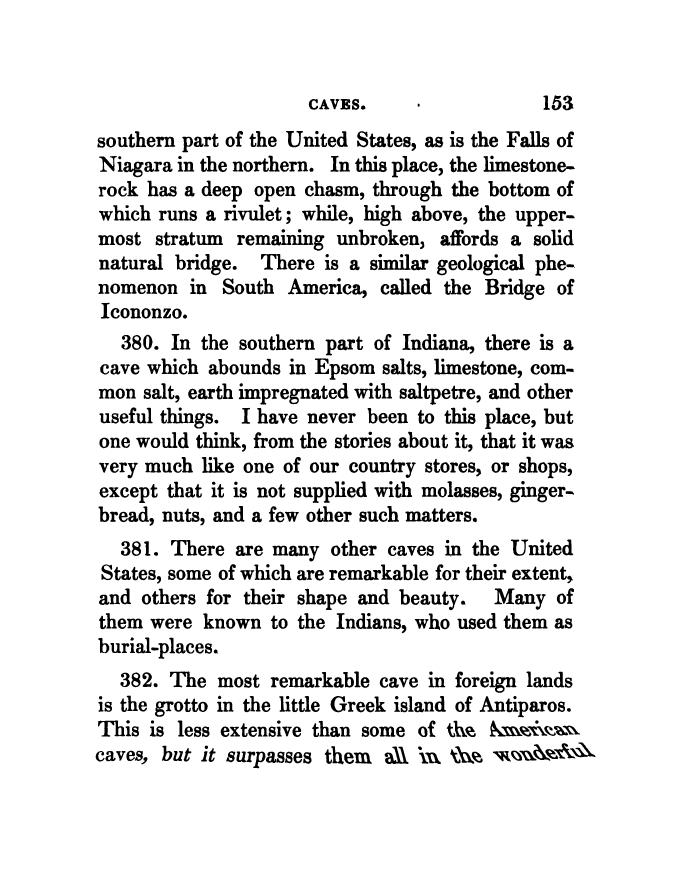 CAVES. 153
southern part of the United States, as is the Falls of
Niagara in the northern. In this place, the limestone-
rock has a deep open chasm, through the bottom of
which runs a rivulet; while, high above, the upper-
most stratum remaining unbroken, affords a solid
natural bridge. There is a similar geological phe-
nomenon in South America, called the Bridge of
Icononzo.
380. In the southern part of Indiana, there is a
cave which abounds in Epsom salts, limestone, com-
mon salt, earth impregnated with saltpetre, and other
useful things. I have never been to this place, but
one would think, from the stories about it, that it was
very much like one of our country stores, or shops,
except that it is not supplied with molasses, ginger-
bread, nuts, and a few other such matters.
381. There are many other caves in the United
States, some of which are remarkable for their extent,
and others for their shape and beauty. Many of
them were known to the Indians, who used them as
burial-places.
382. The most remarkable cave in foreign lands
is the grotto in the little Greek island of Antiparos.
This is less extensive than some of the American
caves, but it surpasses them all in the wonderful